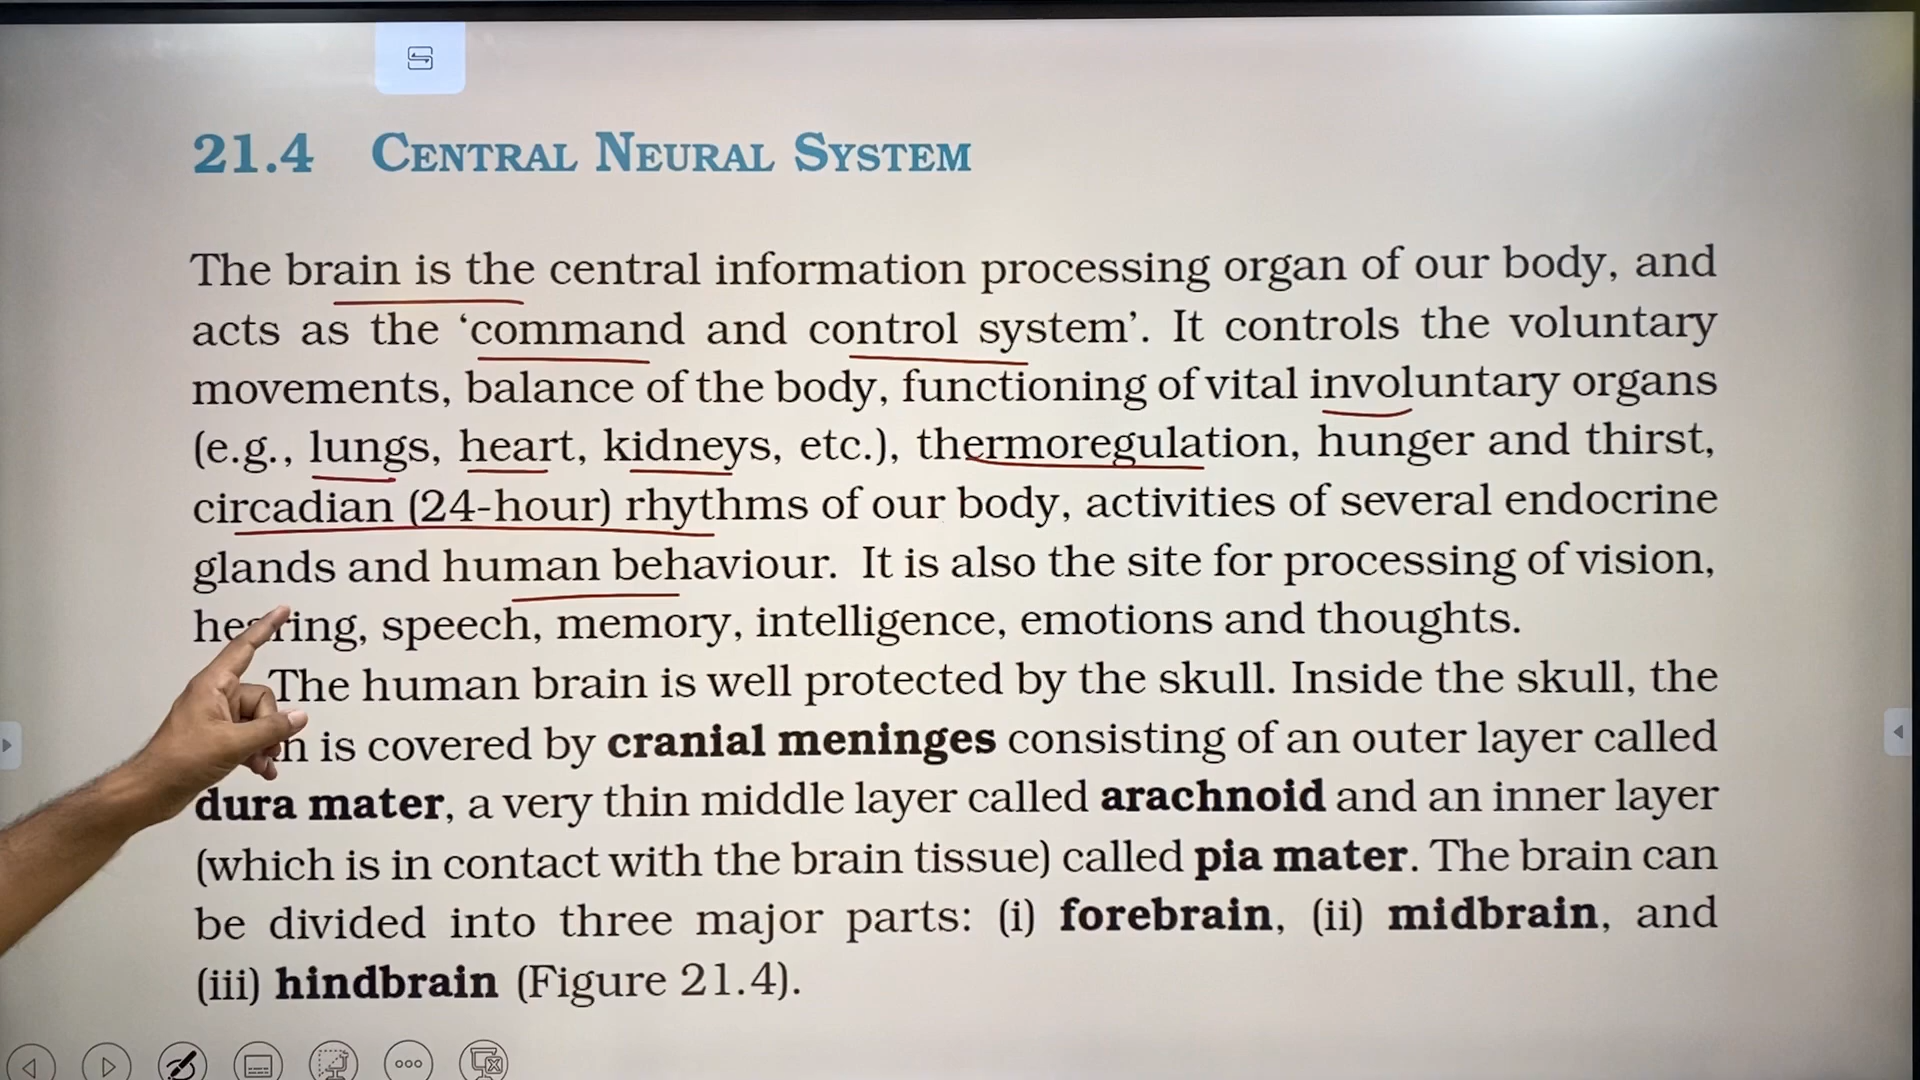 21.4 CENTRAL NEURAL SYSTEM
The brain is the central information processing organ of our body, and
acts as the ‘command and control system’. It controls the voluntary
movements, balance of the body, functioning of vital involuntary organs
(e.g., lungs, heart, kidneys, etc.), thermoregulation, hunger and thirst,
circadian (24-hour) rhythms of our body, activities of several endocrine
glands and human behaviour. It is also the site for processing of vision,
hearing, speech, memory, intelligence, emotions and thoughts.
The human brain is well protected by the skull. Inside the skull, the
is covered by cranial meninges consisting of an outer layer called
dura mater, a very thin middle layer called arachnoid and an inner layer
(which is in contact with the brain tissue) called pia mater. The brain can
be divided into three major parts: (i) forebrain, (ii) midbrain, and
(iii) hindbrain (Figure 21.4).